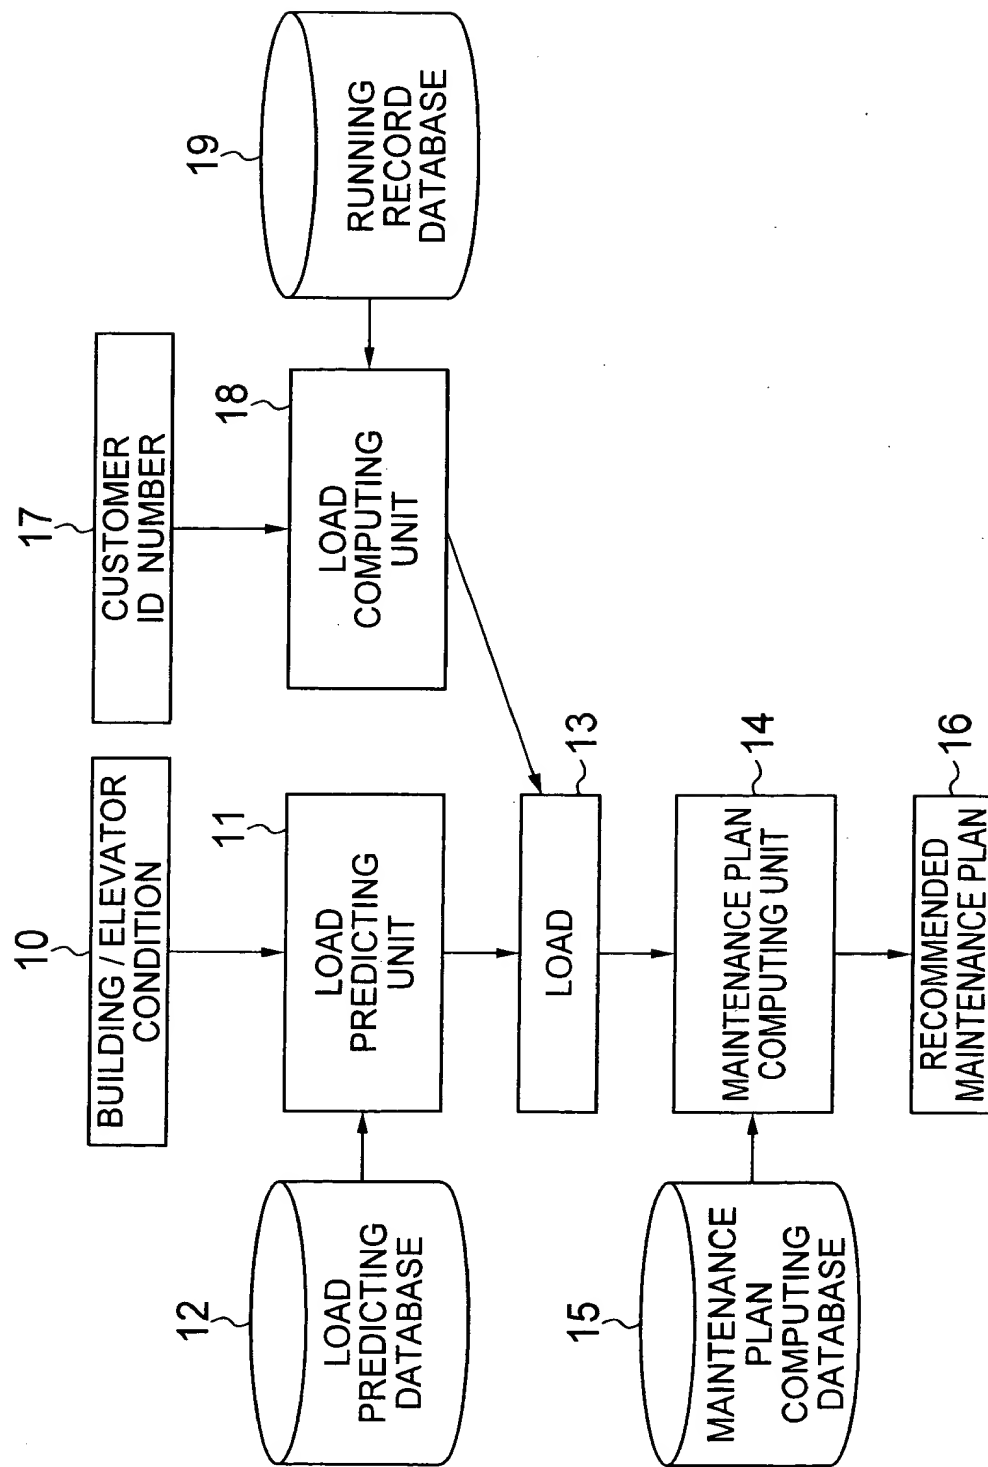 10
BUILDING / ELEVATOR
CONDITION
17
CUSTOMER
ID NUMBER
12
LOAD
PREDICTING
DATABASE
11
LOAD
PREDICTING
UNIT
18
LOAD
COMPUTING
UNIT
19
RUNNING
RECORD
DATABASE
13
LOAD
15
MAINTENANCE
PLAN
COMPUTING
DATABASE
14
MAINTENANCE PLAN
COMPUTING UNIT
16
RECOMMENDED
MAINTENANCE PLAN